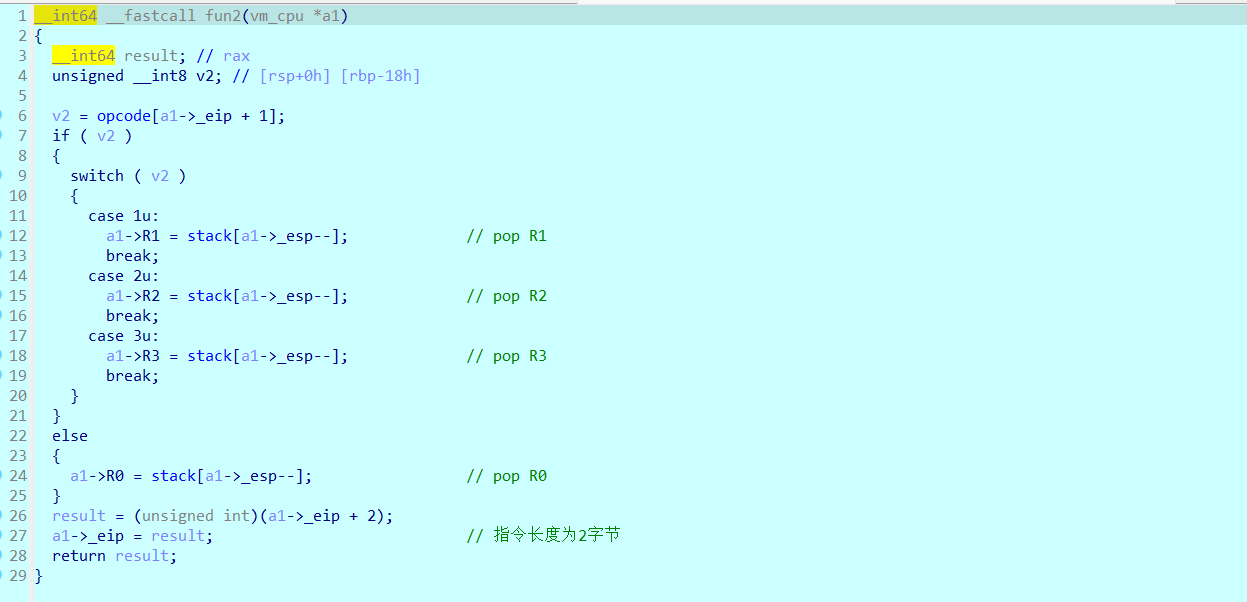 1 __int64 __fastcall fun2(vm_cpu *a1)
2 {
3   __int64 result; // rax
4   unsigned __int8 v2; // [rsp+0h] [rbp-18h]
5
6   v2 = opcode[a1->_eip + 1];
7   if ( v2 )
8   {
9     switch ( v2 )
10     {
11       case 1u:
12         a1->R1 = stack[a1->_esp--];             // pop R1
13         break;
14       case 2u:
15         a1->R2 = stack[a1->_esp--];             // pop R2
16         break;
17       case 3u:
18         a1->R3 = stack[a1->_esp--];             // pop R3
19         break;
20     }
21   }
22   else
23   {
24     a1->R0 = stack[a1->_esp--];                 // pop R0
25   }
26   result = (unsigned int)(a1->_eip + 2);
27   a1->_eip = result;                            // 指令长度为2字节
28   return result;
29 }